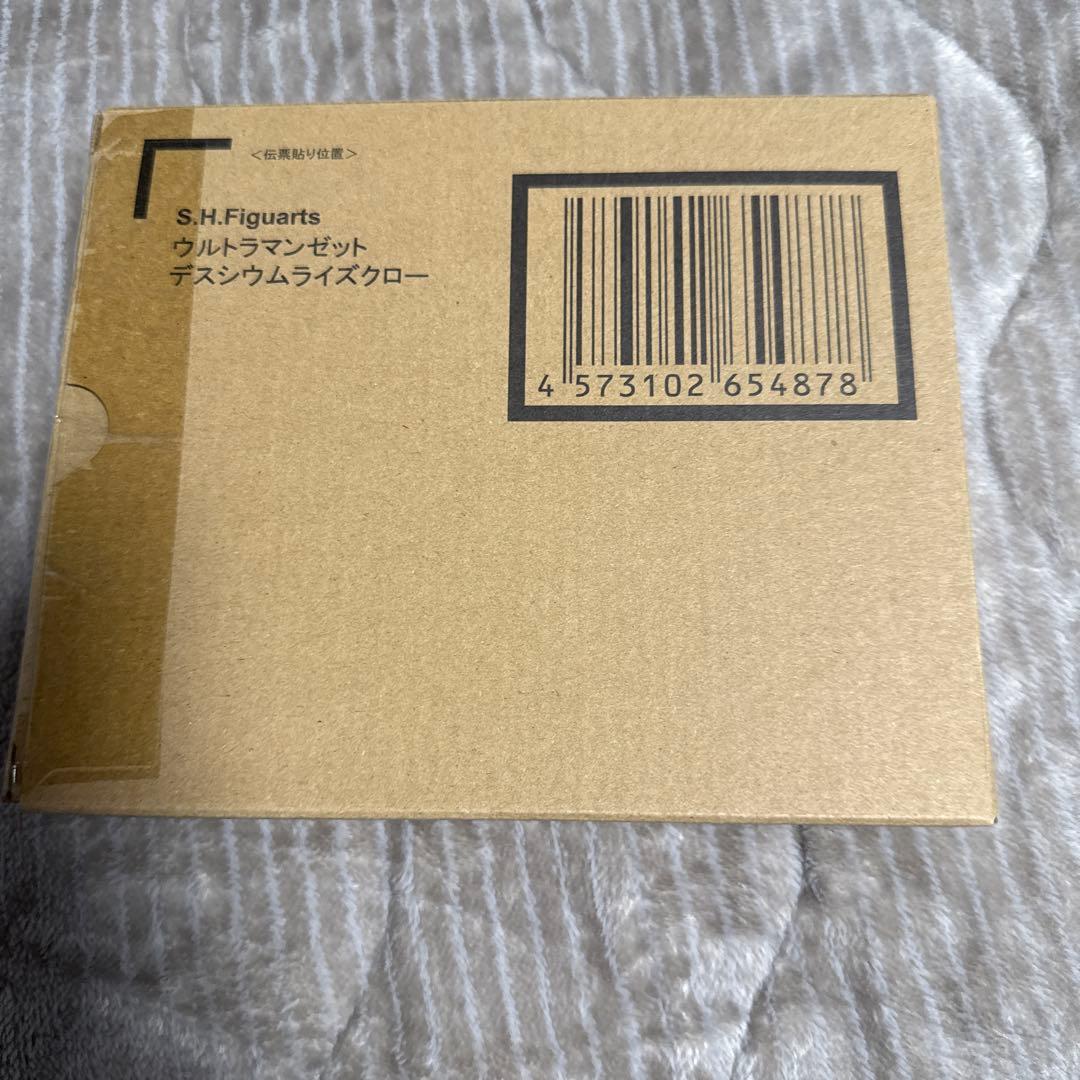 <伝票貼り位置>
S.H.Figuarts
ウルトラマンゼット
デスシウムライズクロー
4 573102 654878